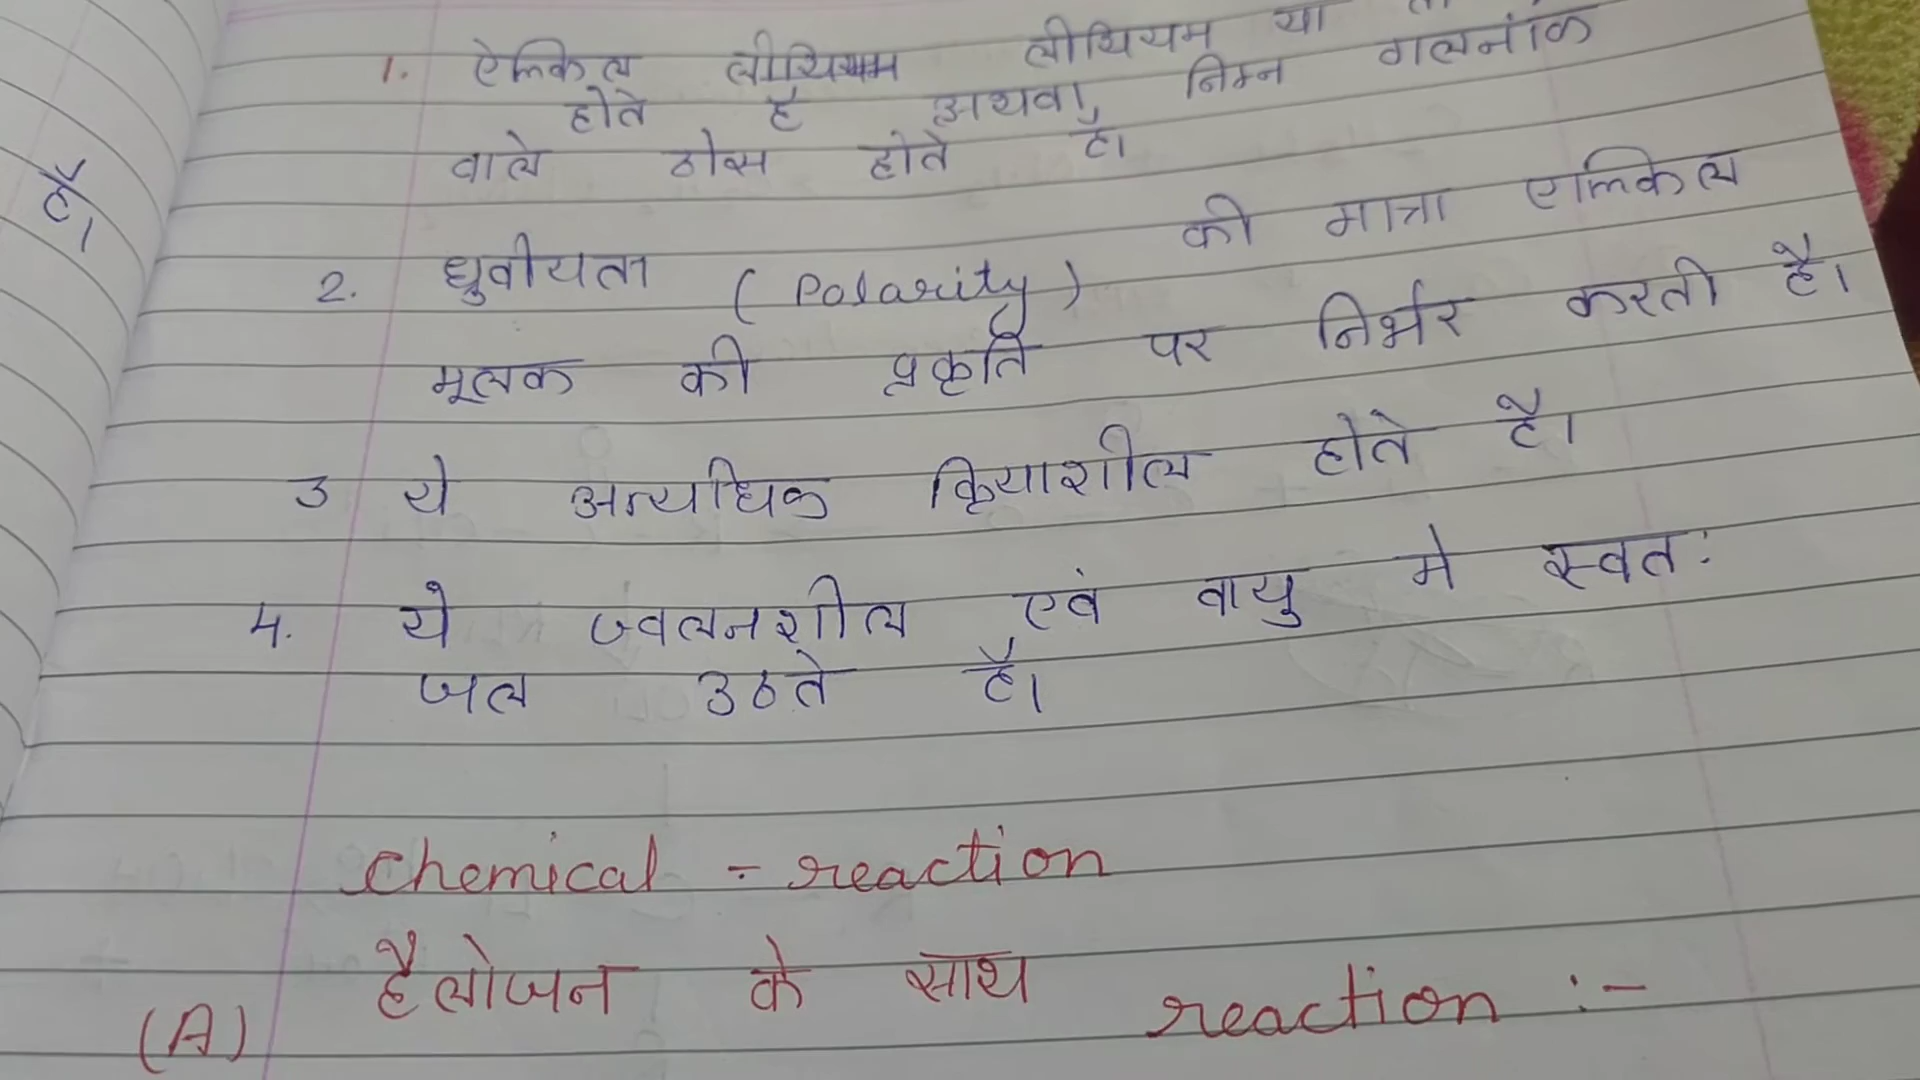 1. ऐल्किल लीथियम लीथियम या
होते है अथवा, निम्न गलनांक
वाले ठोस होते है।
2. ध्रुवीयता (Polarity) की मात्रा एल्किल
मूलक की प्रकृति पर निर्भर करती है।
3 ये अत्यधिक क्रियाशील होते है।
4. ये ज्वलनशील एवं वायु मे स्वत:
जल उठते है।
chemical - reaction
(A) हैलोजन के साथ reaction :-
है।